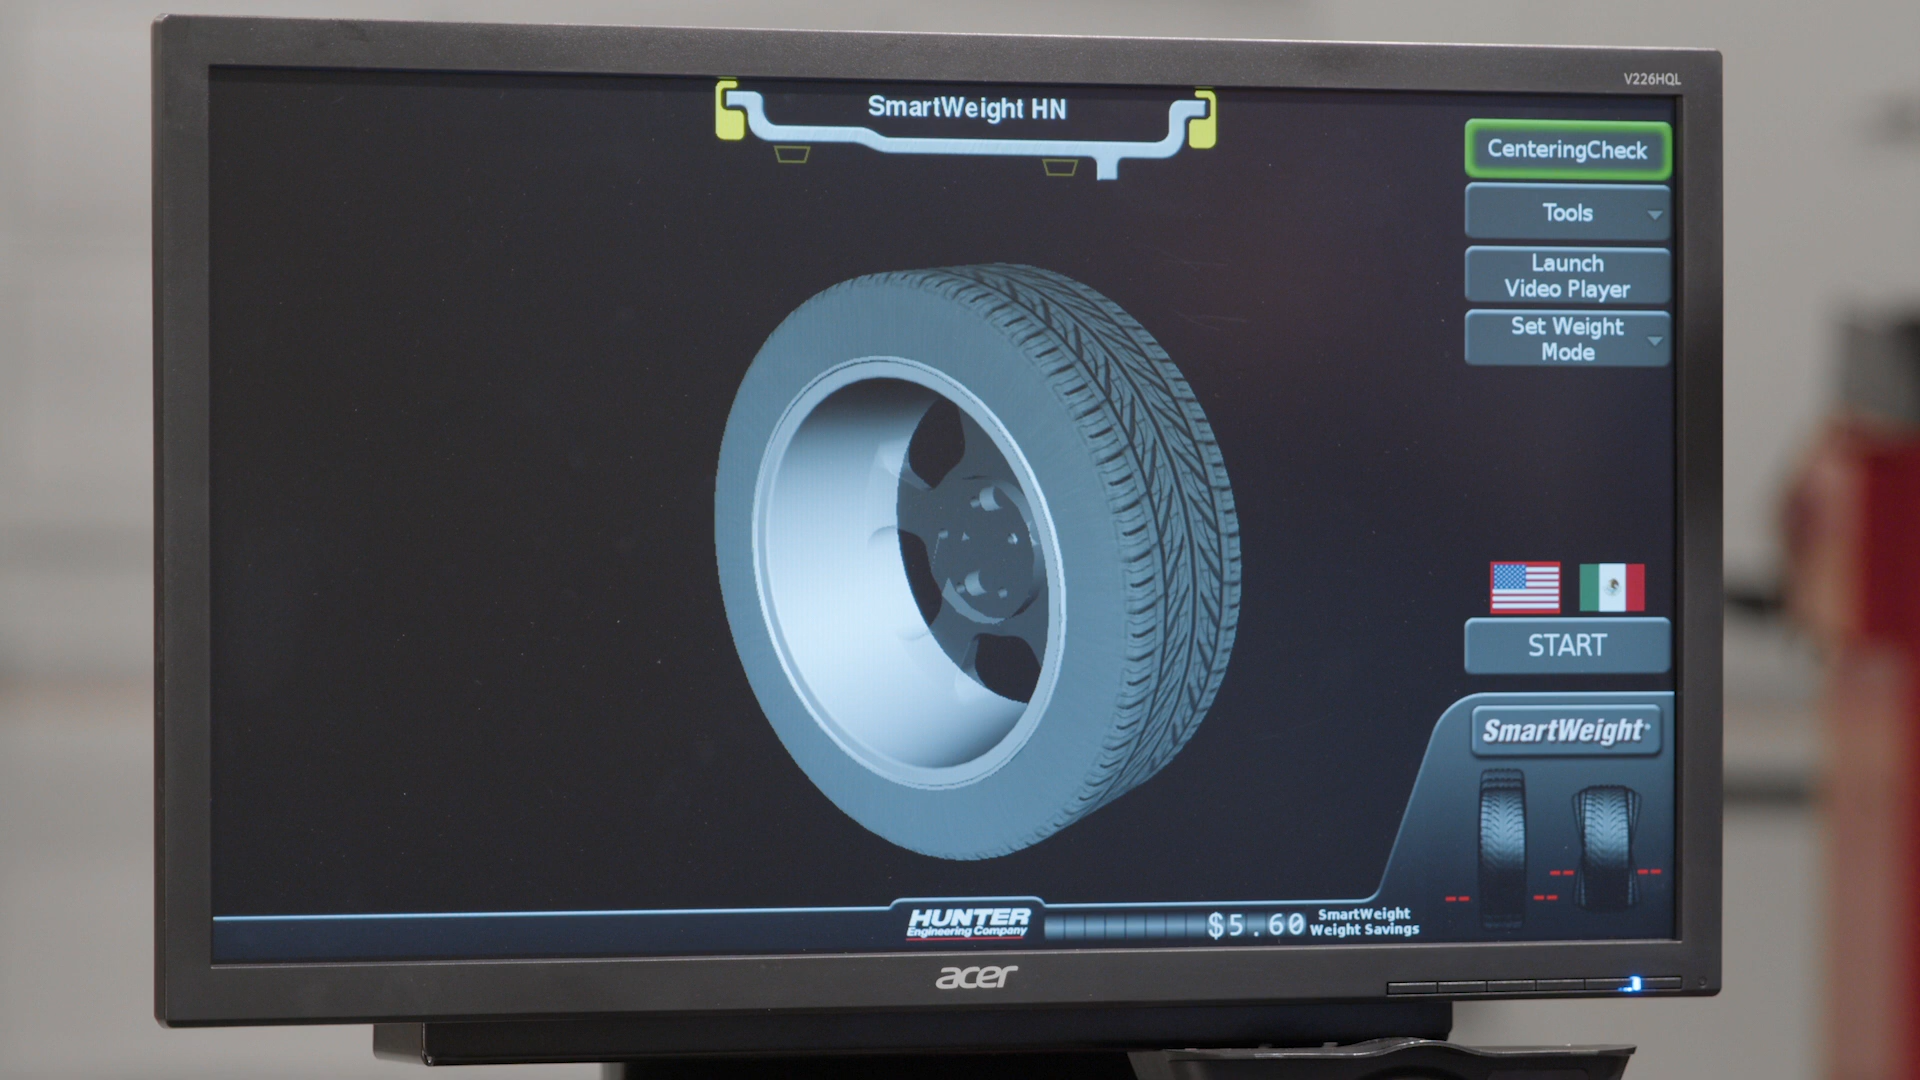 V226HQL
SmartWeight HN
CenteringCheck
Tools
Launch
Video Player
Set Weight
Mode
START
SmartWeight
HUNTER
Engineering Company
$5.60
SmartWeight
Weight Savings
acer